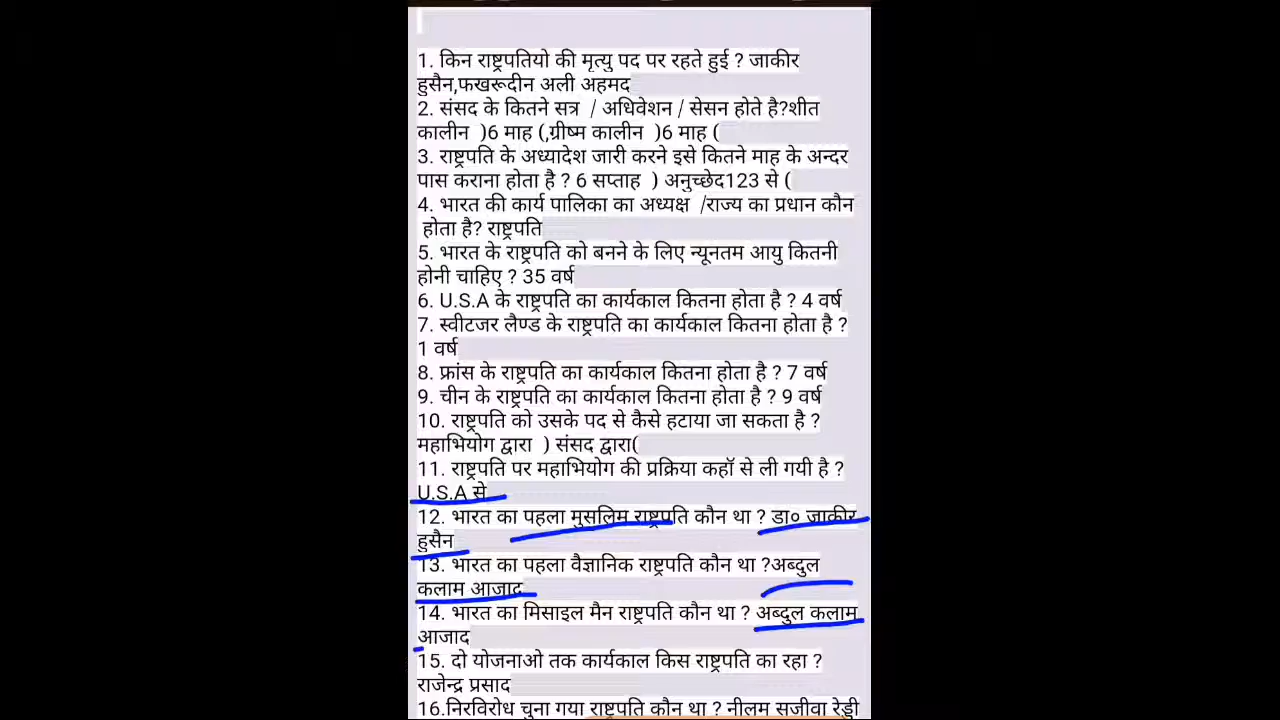 1. किन राष्ट्रपतियो की मृत्यु पद पर रहते हुई ? जाकीर
हुसैन,फखरूदीन अली अहमद
2. संसद के कितने सत्र / अधिवेशन / सेसन होते है?शीत
कालीन )6 माह (,ग्रीष्म कालीन )6 माह (
3. राष्ट्रपति के अध्यादेश जारी करने इसे कितने माह के अन्दर
पास कराना होता है ? 6 सप्ताह ) अनुच्छेद123 से (
4. भारत की कार्य पालिका का अध्यक्ष /राज्य का प्रधान कौन
होता है? राष्ट्रपति
5. भारत के राष्ट्रपति को बनने के लिए न्यूनतम आयु कितनी
होनी चाहिए ? 35 वर्ष
6. U.S.A के राष्ट्रपति का कार्यकाल कितना होता है ? 4 वर्ष
7. स्वीटजर लैण्ड के राष्ट्रपति का कार्यकाल कितना होता है ?
1 वर्ष
8. फ्रांस के राष्ट्रपति का कार्यकाल कितना होता है ? 7 वर्ष
9. चीन के राष्ट्रपति का कार्यकाल कितना होता है ? 9 वर्ष
10. राष्ट्रपति को उसके पद से कैसे हटाया जा सकता है ?
महाभियोग द्वारा ) संसद द्वारा(
11. राष्ट्रपति पर महाभियोग की प्रक्रिया कहॉ से ली गयी है ?
U.S.A से
12. भारत का पहला मुसलिम राष्ट्रपति कौन था ? डा० जाकीर
हुसैन
13. भारत का पहला वैज्ञानिक राष्ट्रपति कौन था ?अब्दुल
कलाम आजाद
14. भारत का मिसाइल मैन राष्ट्रपति कौन था ? अब्दुल कलाम
आजाद
15. दो योजनाओ तक कार्यकाल किस राष्ट्रपति का रहा ?
राजेन्द्र प्रसाद
16.निरविरोध चुना गया राष्ट्रपति कौन था ? नीलम सजीवा रेड्डी